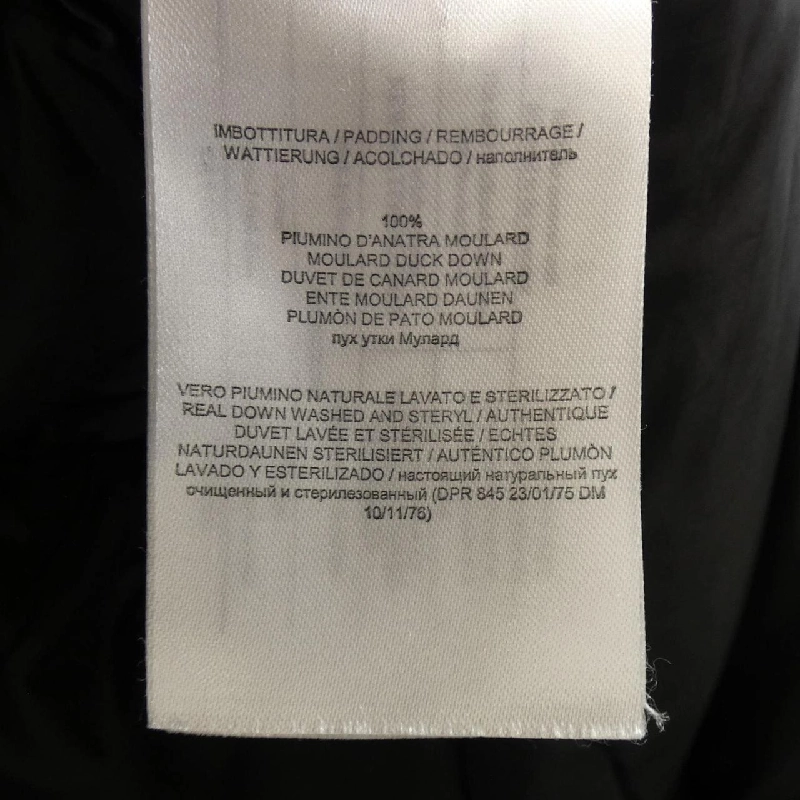 IMBOTTITURA / PADDING / REMBOURRAGE /
WATTIERUNG / ACOLCHADO / наполнитель
100%
PIUMINO D'ANATRA MOULARD
MOULARD DUCK DOWN
DUVET DE CANARD MOULARD
ENTE MOULARD DAUNEN
PLUMÒN DE PATO MOULARD
пух утки Мулард
VERO PIUMINO NATURALE LAVATO E STERILIZZATO /
REAL DOWN WASHED AND STERYL / AUTHENTIQUE
DUVET LAVÉE ET STÉRILISÉE / ECHTES
NATURDAUNEN STERILISIERT / AUTÉNTICO PLUMÒN
LAVADO Y ESTERILIZADO / настоящий натуральный пух
очищенный и стерилезованный (DPR 845 23/01/75 DM
10/11/76)